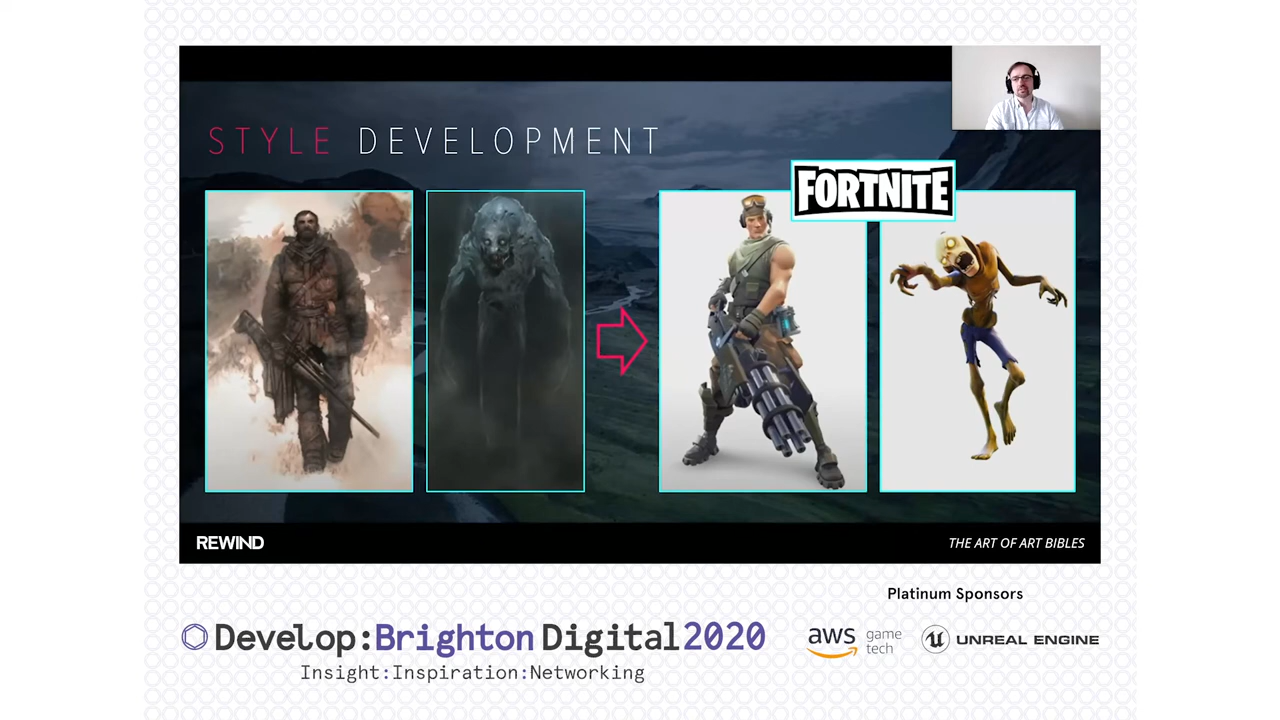 STYLE DEVELOPMENT
FORTNITE
REWIND
THE ART OF ART BIBLES
Platinum Sponsors
Develop:Brighton Digital 2020
Insight:Inspiration:Networking
aws game tech
UNREAL ENGINE